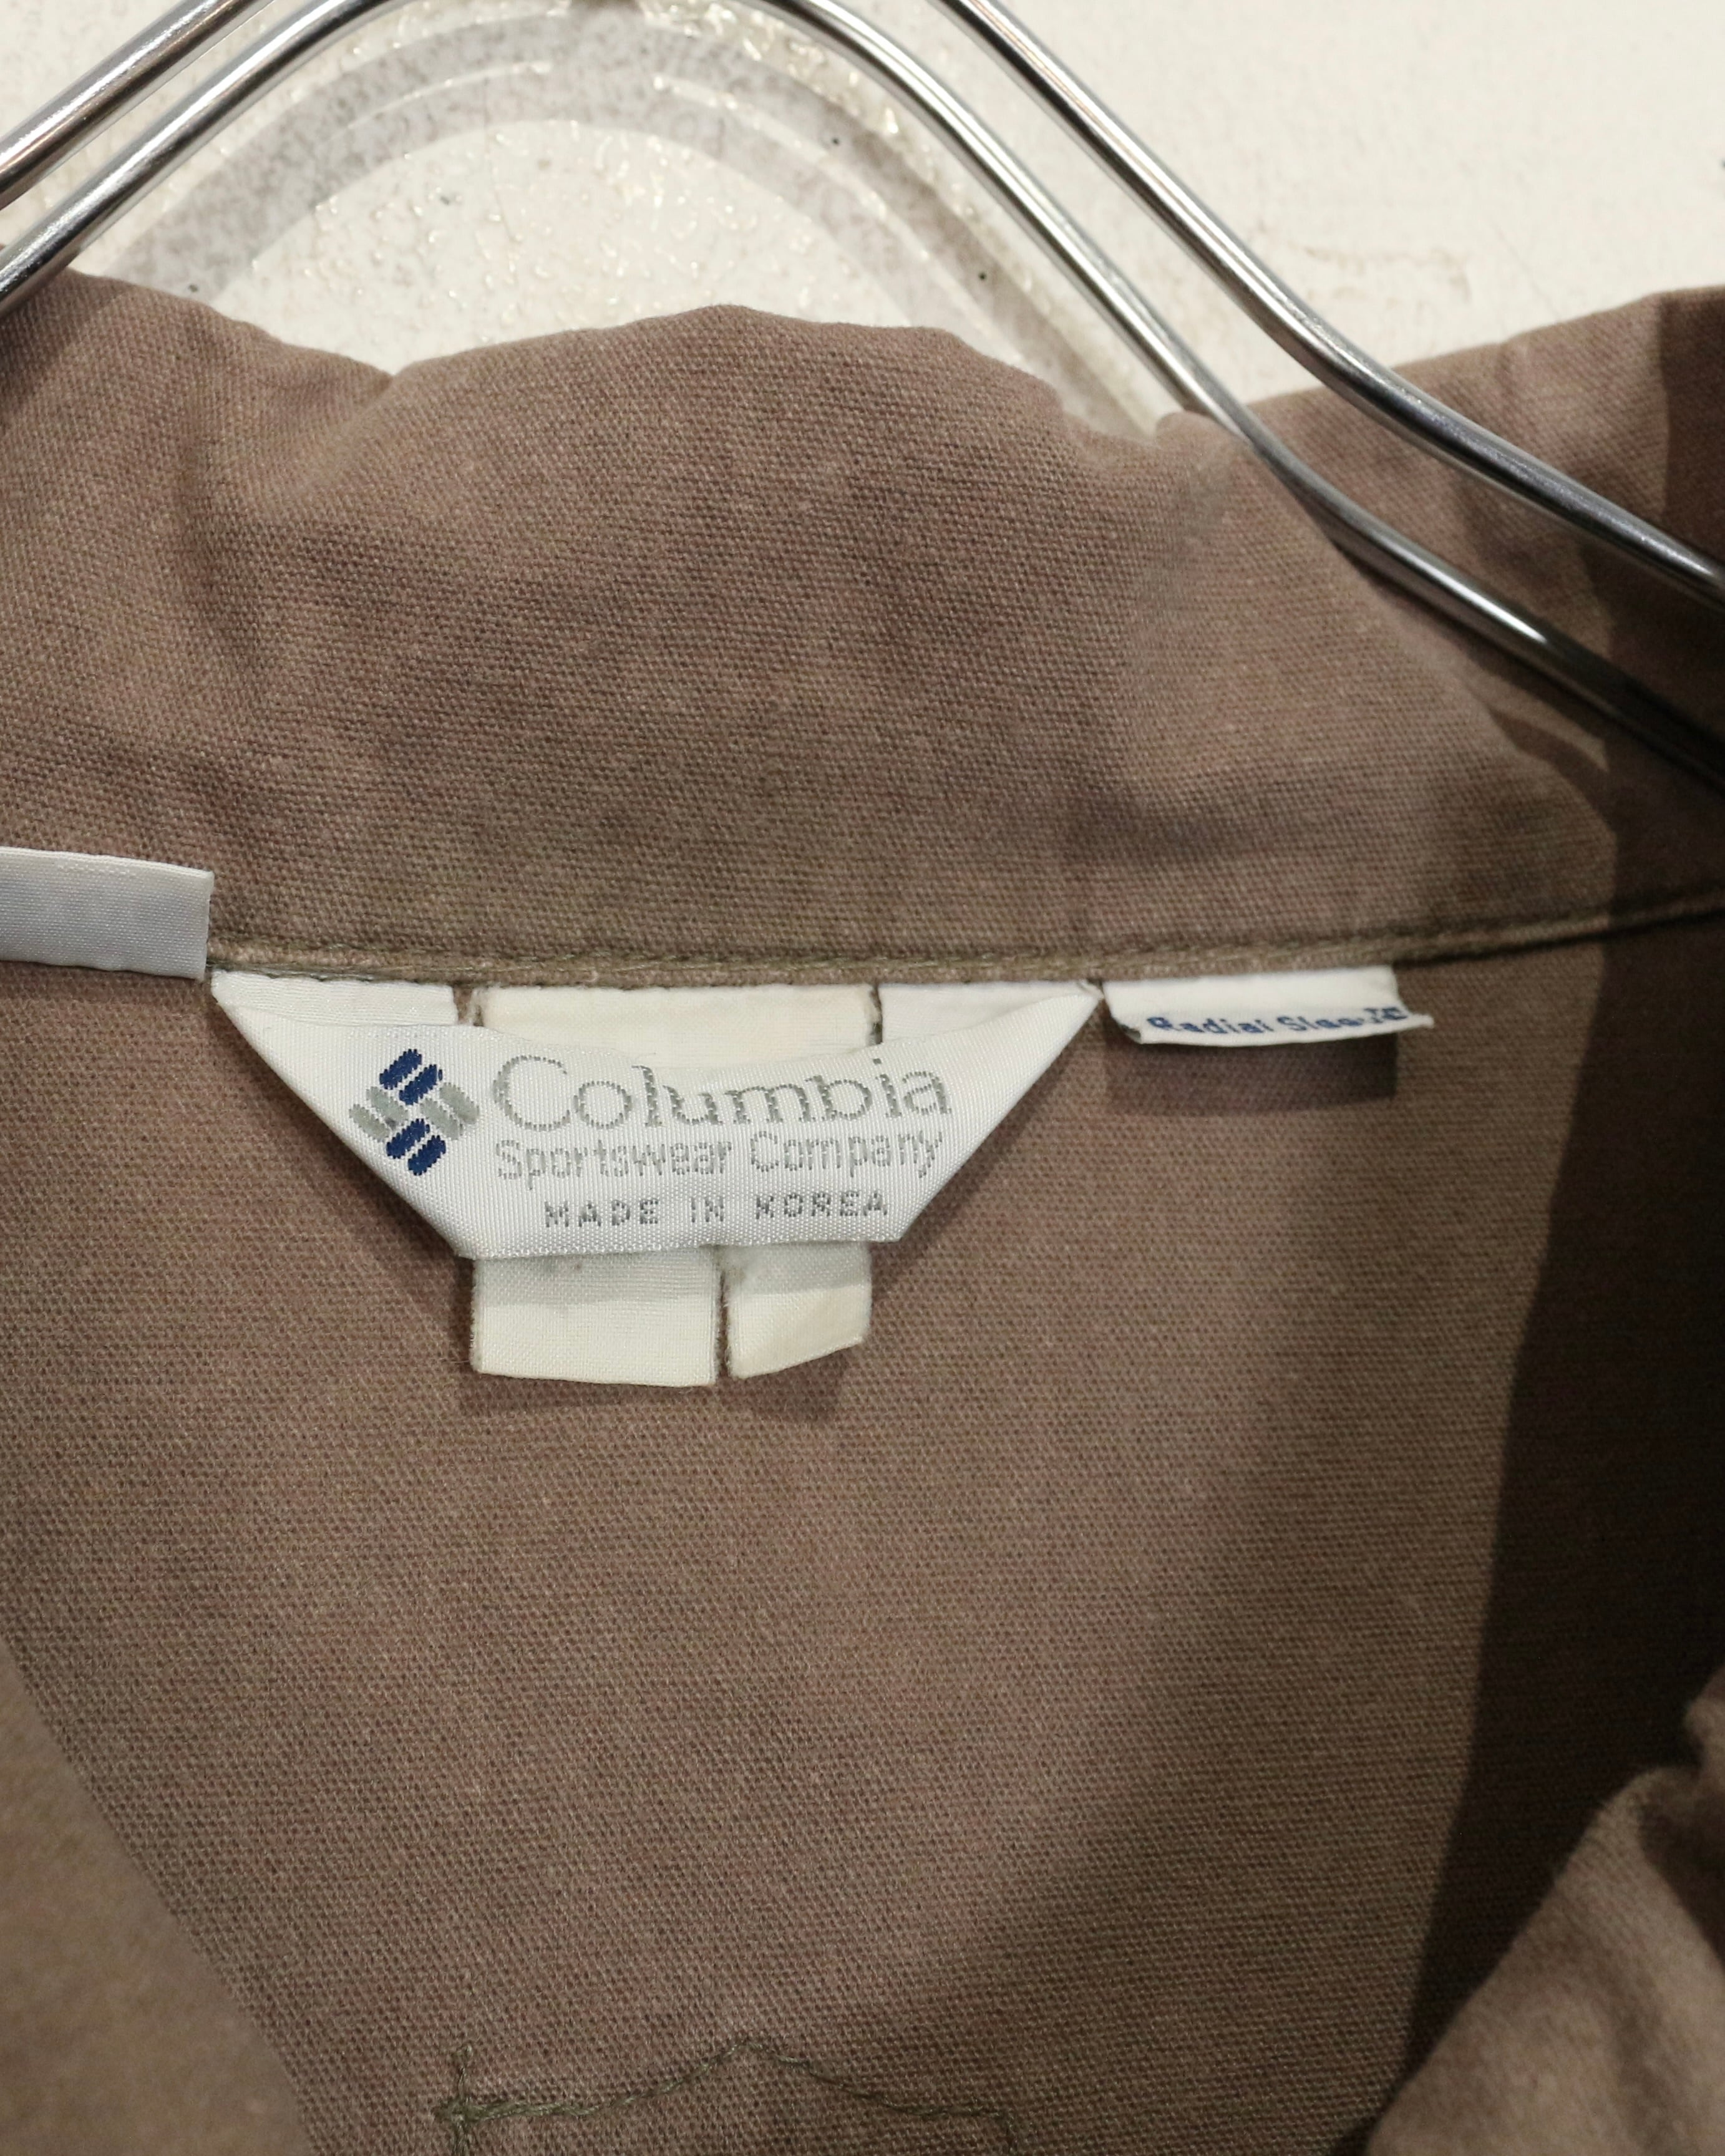 Columbia
Sportswear Company
MADE IN KOREA
Radial Sleeve